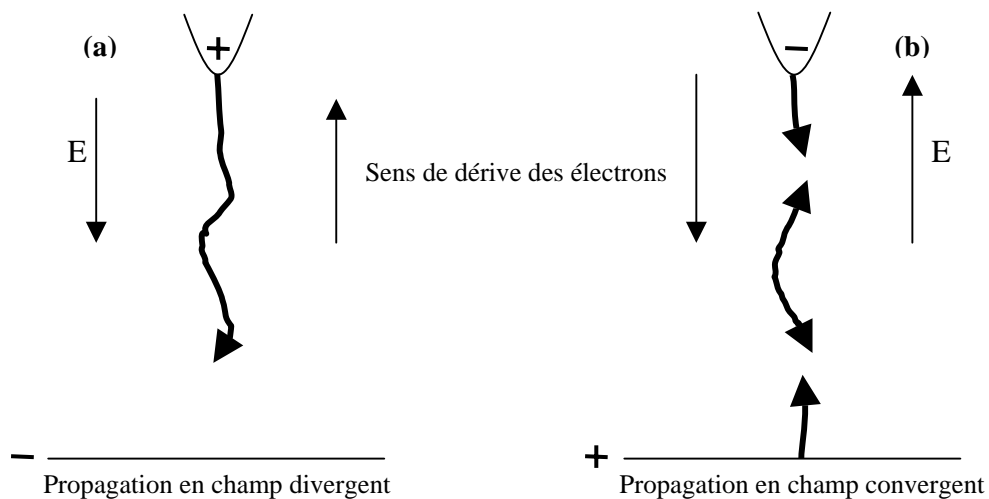 (a)
+
E
Sens de dérive des électrons
−
Propagation en champ divergent
(b)
−
E
+
Propagation en champ convergent